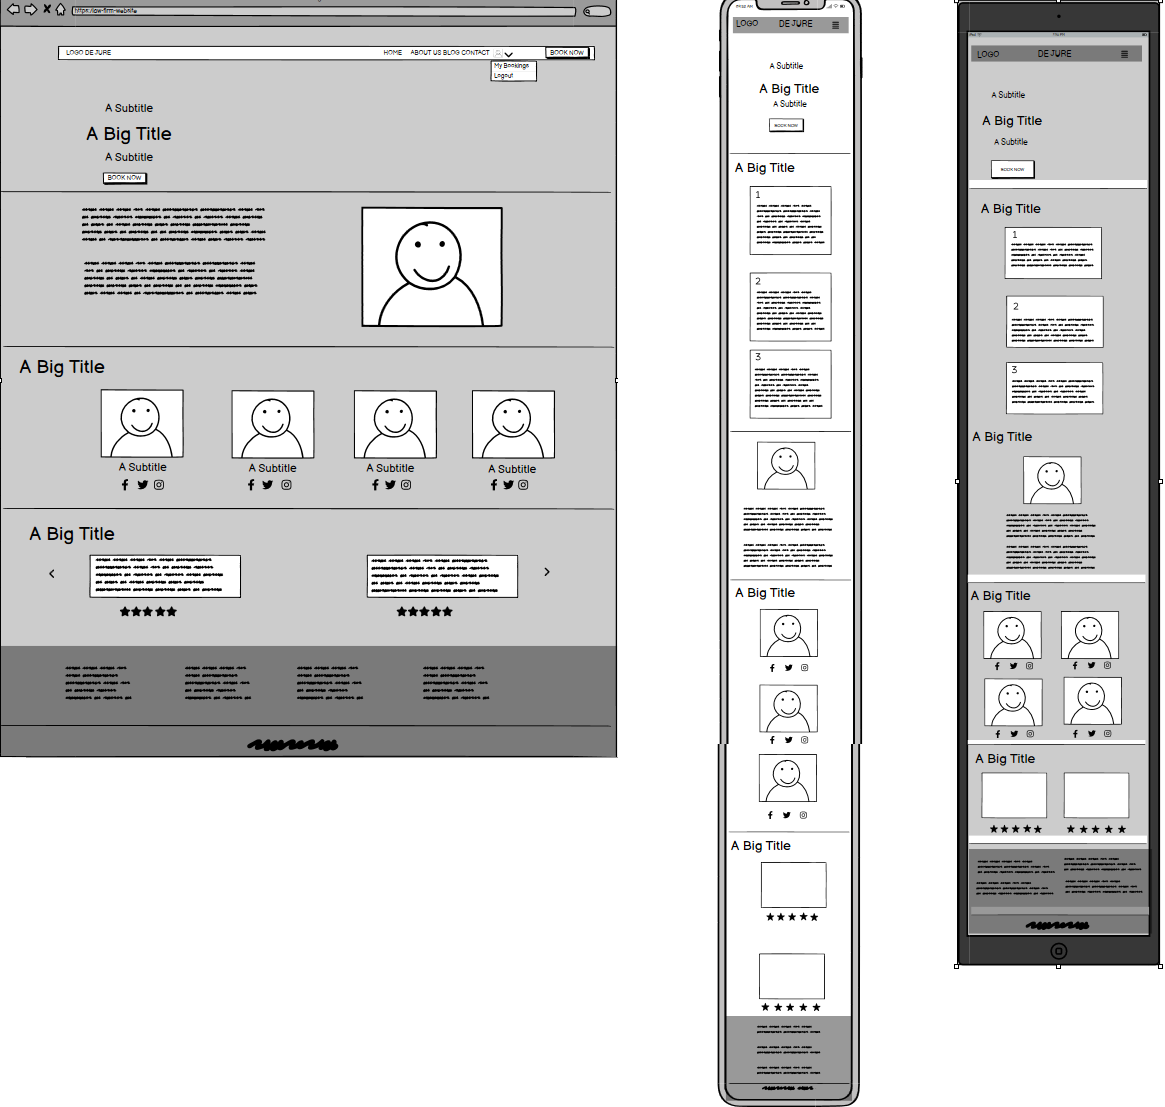 https://law-firm-website
LOGO DE JURE
HOME
ABOUT US BLOG CONTACT
BOOK NOW
My Bookings
Logout
A Subtitle
A Big Title
A Subtitle
BOOK NOW
A Big Title
A Subtitle
A Subtitle
A Subtitle
A Subtitle
A Big Title
LOGO
DE JURE
A Subtitle
A Big Title
A Subtitle
BOOK NOW
A Big Title
1
2
3
A Big Title
A Big Title
LOGO
DE JURE
A Subtitle
A Big Title
A Subtitle
BOOK NOW
A Big Title
1
2
3
A Big Title
A Big Title
A Big Title